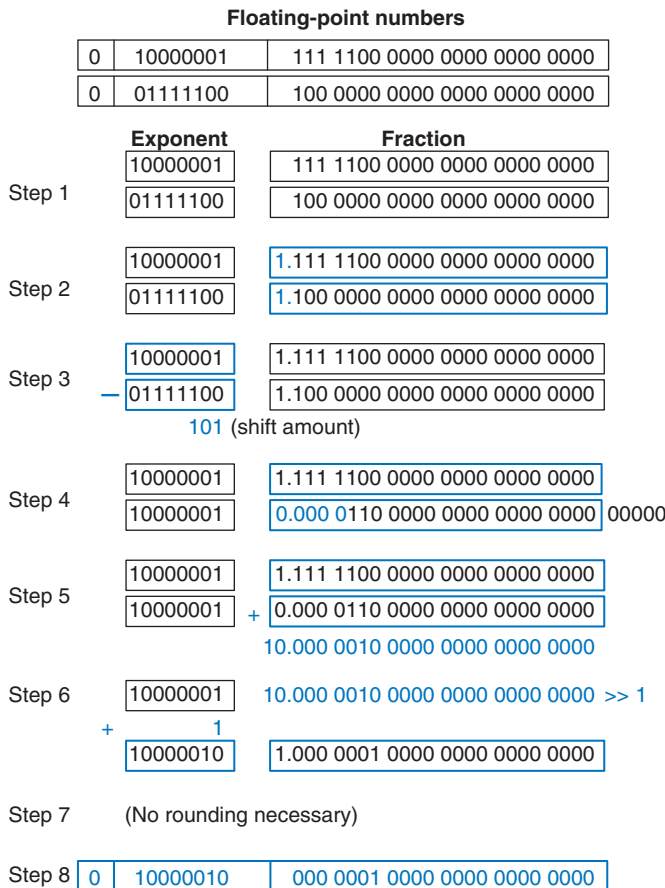 Floating-point numbers
0 10000001 111 1100 0000 0000 0000 0000
0 01111100 100 0000 0000 0000 0000 0000
Exponent Fraction
10000001 111 1100 0000 0000 0000 0000
Step 1
01111100 100 0000 0000 0000 0000 0000
10000001 1.111 1100 0000 0000 0000 0000
Step 2
01111100 1.100 0000 0000 0000 0000 0000
10000001 1.111 1100 0000 0000 0000 0000
Step 3
– 01111100 1.100 0000 0000 0000 0000 0000
101 (shift amount)
10000001 1.111 1100 0000 0000 0000 0000
Step 4
10000001 0.000 0110 0000 0000 0000 0000 00000
10000001 1.111 1100 0000 0000 0000 0000
Step 5
10000001 + 0.000 0110 0000 0000 0000 0000
10.000 0010 0000 0000 0000 0000
Step 6 10000001 10.000 0010 0000 0000 0000 0000 >> 1
+ 1
10000010 1.000 0001 0000 0000 0000 0000
Step 7 (No rounding necessary)
Step 8 0 10000010 000 0001 0000 0000 0000 0000